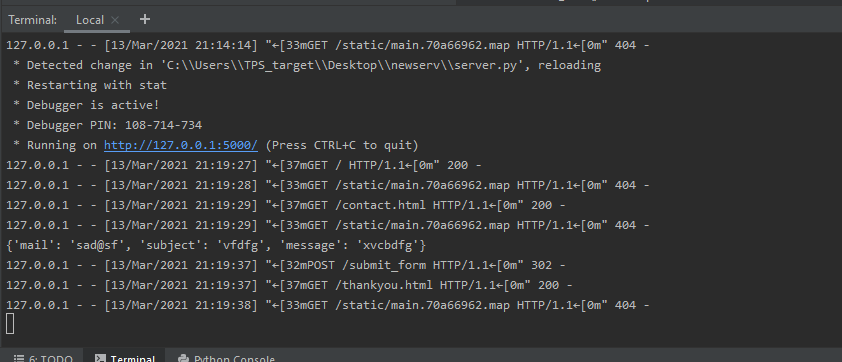 Terminal: Local × +
127.0.0.1 - - [13/Mar/2021 21:14:14] "←[33mGET /static/main.70a66962.map HTTP/1.1←[0m" 404 -
* Detected change in 'C:\\Users\\TPS_target\\Desktop\\newserv\\server.py', reloading
* Restarting with stat
* Debugger is active!
* Debugger PIN: 108-714-734
* Running on http://127.0.0.1:5000/ (Press CTRL+C to quit)
127.0.0.1 - - [13/Mar/2021 21:19:27] "←[37mGET / HTTP/1.1←[0m" 200 -
127.0.0.1 - - [13/Mar/2021 21:19:28] "←[33mGET /static/main.70a66962.map HTTP/1.1←[0m" 404 -
127.0.0.1 - - [13/Mar/2021 21:19:29] "←[37mGET /contact.html HTTP/1.1←[0m" 200 -
127.0.0.1 - - [13/Mar/2021 21:19:29] "←[33mGET /static/main.70a66962.map HTTP/1.1←[0m" 404 -
{'mail': 'sad@sf', 'subject': 'vfdfg', 'message': 'xvcbdfg'}
127.0.0.1 - - [13/Mar/2021 21:19:37] "←[32mPOST /submit_form HTTP/1.1←[0m" 302 -
127.0.0.1 - - [13/Mar/2021 21:19:37] "←[37mGET /thankyou.html HTTP/1.1←[0m" 200 -
127.0.0.1 - - [13/Mar/2021 21:19:38] "←[33mGET /static/main.70a66962.map HTTP/1.1←[0m" 404 -
6: TODO Terminal Python Console